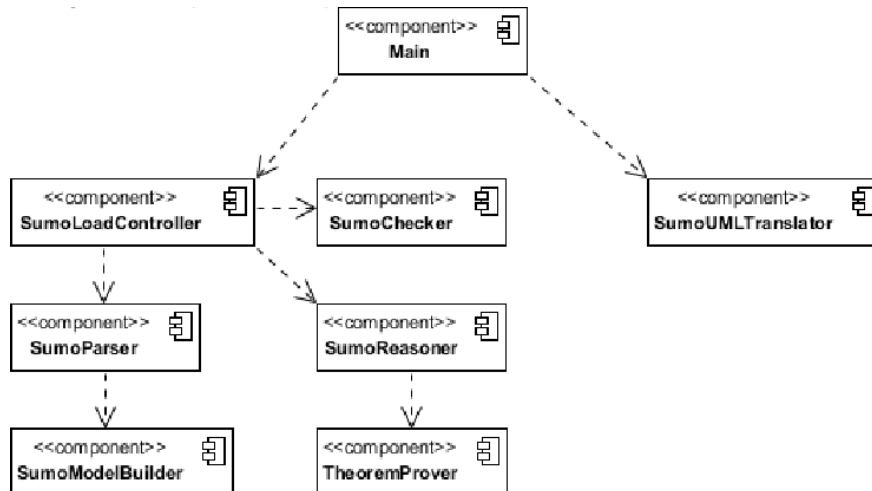 <<component>>
Main
<<component>>
SumoLoadController
<<component>>
SumoChecker
<<component>>
SumoUMLTranslator
<<component>>
SumoParser
<<component>>
SumoReasoner
<<component>>
SumoModelBuilder
<<component>>
TheoremProver